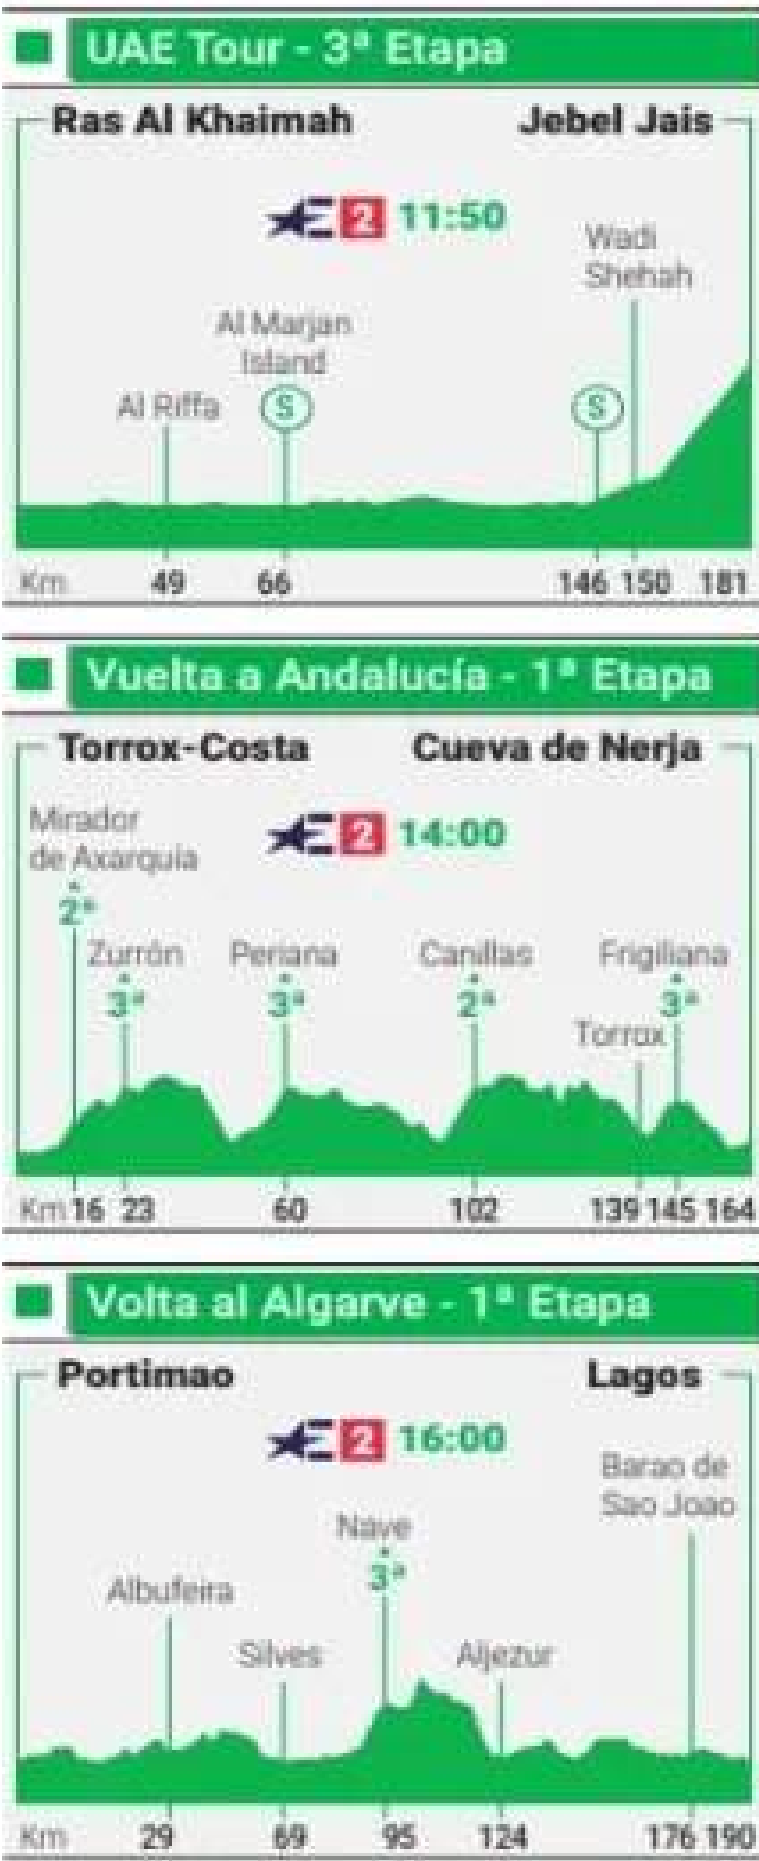 UAE Tour - 3ª Etapa
Ras Al Khaimah Jebel Jais
E 2 11:50
Wadi
Shehah
Al Marjan
Island
Al Riffa S S
Km 49 66 146 150 181
Vuelta a Andalucía - 1ª Etapa
Torrox-Costa Cueva de Nerja
Mirador
de Axarquía
E 2 14:00
2ª
Zurrón Periana Canillas Frigiliana
3ª 3ª 2ª 3ª
Torrox
Km 16 23 60 102 139 145 164
Volta al Algarve - 1ª Etapa
Portimao Lagos
E 2 16:00
Barao de
Sao Joao
Nave
3ª
Albufeira
Silves Aljezur
Km 29 69 95 124 176 190